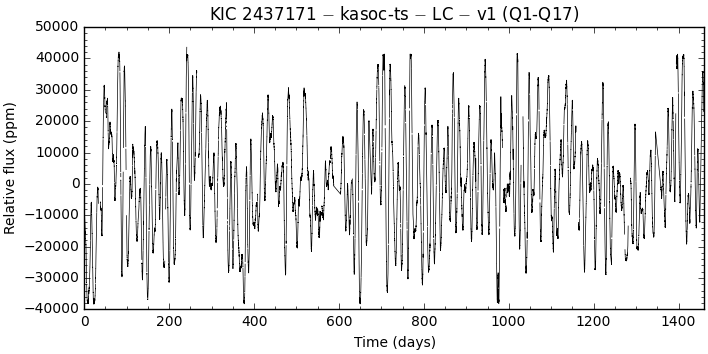 KIC 2437171 − kasoc-ts − LC − v1 (Q1-Q17)
50000
40000
30000
20000
10000
0
−10000
−20000
−30000
−40000
Relative flux (ppm)
0 200 400 600 800 1000 1200 1400
Time (days)